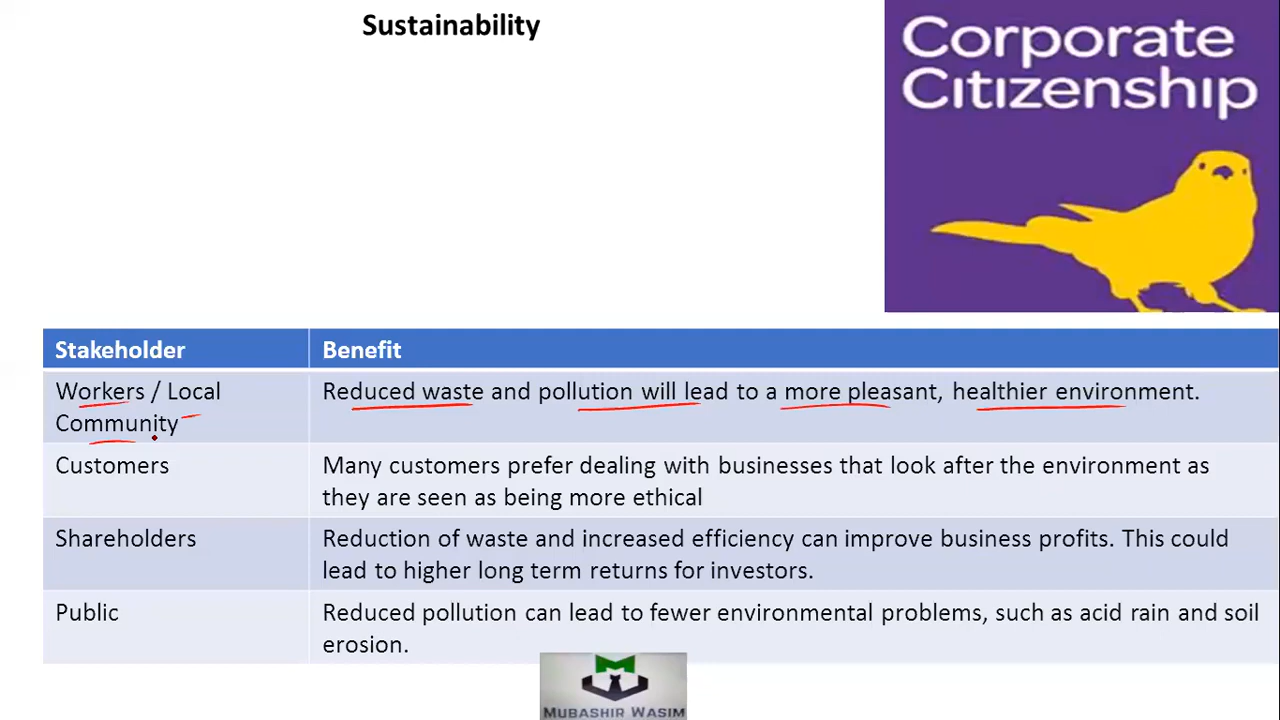 Sustainability
Corporate
Citizenship
Stakeholder
Benefit
Workers / Local
Community
Reduced waste and pollution will lead to a more pleasant, healthier environment.
Customers
Many customers prefer dealing with businesses that look after the environment as
they are seen as being more ethical
Shareholders
Reduction of waste and increased efficiency can improve business profits. This could
lead to higher long term returns for investors.
Public
Reduced pollution can lead to fewer environmental problems, such as acid rain and soil
erosion.
MUBASHIR WASIM